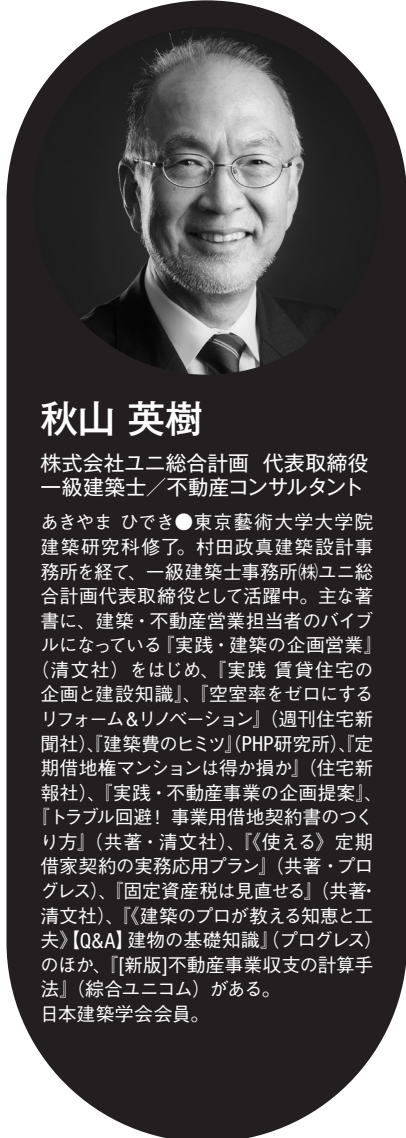 秋山 英樹
株式会社ユニ総合計画 代表取締役
一級建築士／不動産コンサルタント
あきやま ひでき●東京藝術大学大学院
建築研究科修了。村田政真建築設計事
務所を経て、一級建築士事務所㈱ユニ総
合計画代表取締役として活躍中。主な著
書に、建築・不動産営業担当者のバイブ
ルになっている『実践・建築の企画営業』
（清文社）をはじめ、『実践 賃貸住宅の
企画と建設知識』、『空室率をゼロにする
リフォーム＆リノベーション』（週刊住宅新
聞社）、『建築費のヒミツ』（PHP研究所）、『定
期借地権マンションは得か損か』（住宅新
報社）、『実践・不動産事業の企画提案』、
『トラブル回避！ 事業用借地契約書のつく
り方』（共著・清文社）、『《使える》定期
借家契約の実務応用プラン』（共著・プロ
グレス）、『固定資産税は見直せる』（共著・
清文社）、『《建築のプロが教える知恵と工
夫》【Q&A】建物の基礎知識』（プログレス）
のほか、『[新版]不動産事業収支の計算手
法』（綜合ユニコム）がある。
日本建築学会会員。